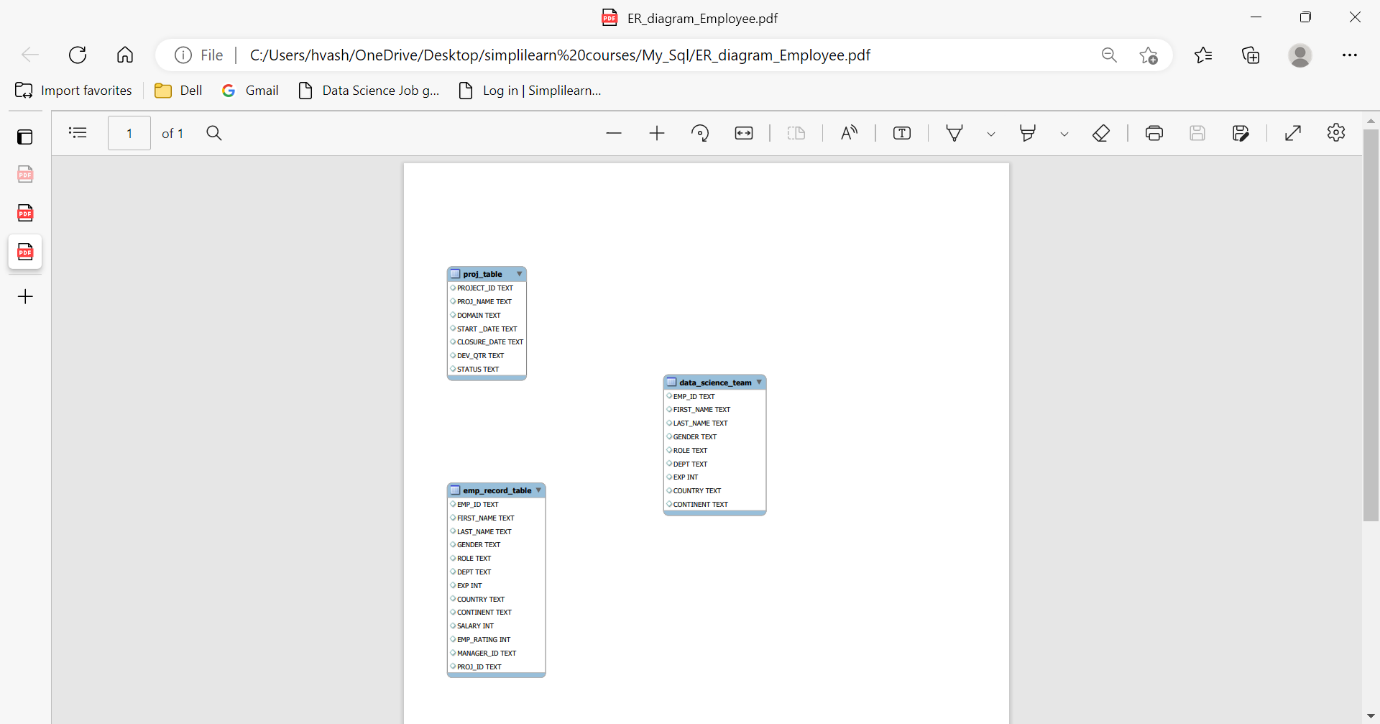 ER_diagram_Employee.pdf
File C:/Users/hvash/OneDrive/Desktop/simplilearn%20courses/My_Sql/ER_diagram_Employee.pdf
Import favorites Dell Gmail Data Science Job g... Log in | Simplilearn...
1 of 1
proj_table
PROJECT_ID TEXT
PROJ_NAME TEXT
DOMAIN TEXT
START _DATE TEXT
CLOSURE_DATE TEXT
DEV_QTR TEXT
STATUS TEXT
data_science_team
EMP_ID TEXT
FIRST_NAME TEXT
LAST_NAME TEXT
GENDER TEXT
ROLE TEXT
DEPT TEXT
EXP INT
COUNTRY TEXT
CONTINENT TEXT
emp_record_table
EMP_ID TEXT
FIRST_NAME TEXT
LAST_NAME TEXT
GENDER TEXT
ROLE TEXT
DEPT TEXT
EXP INT
COUNTRY TEXT
CONTINENT TEXT
SALARY INT
EMP_RATING INT
MANAGER_ID TEXT
PROJ_ID TEXT